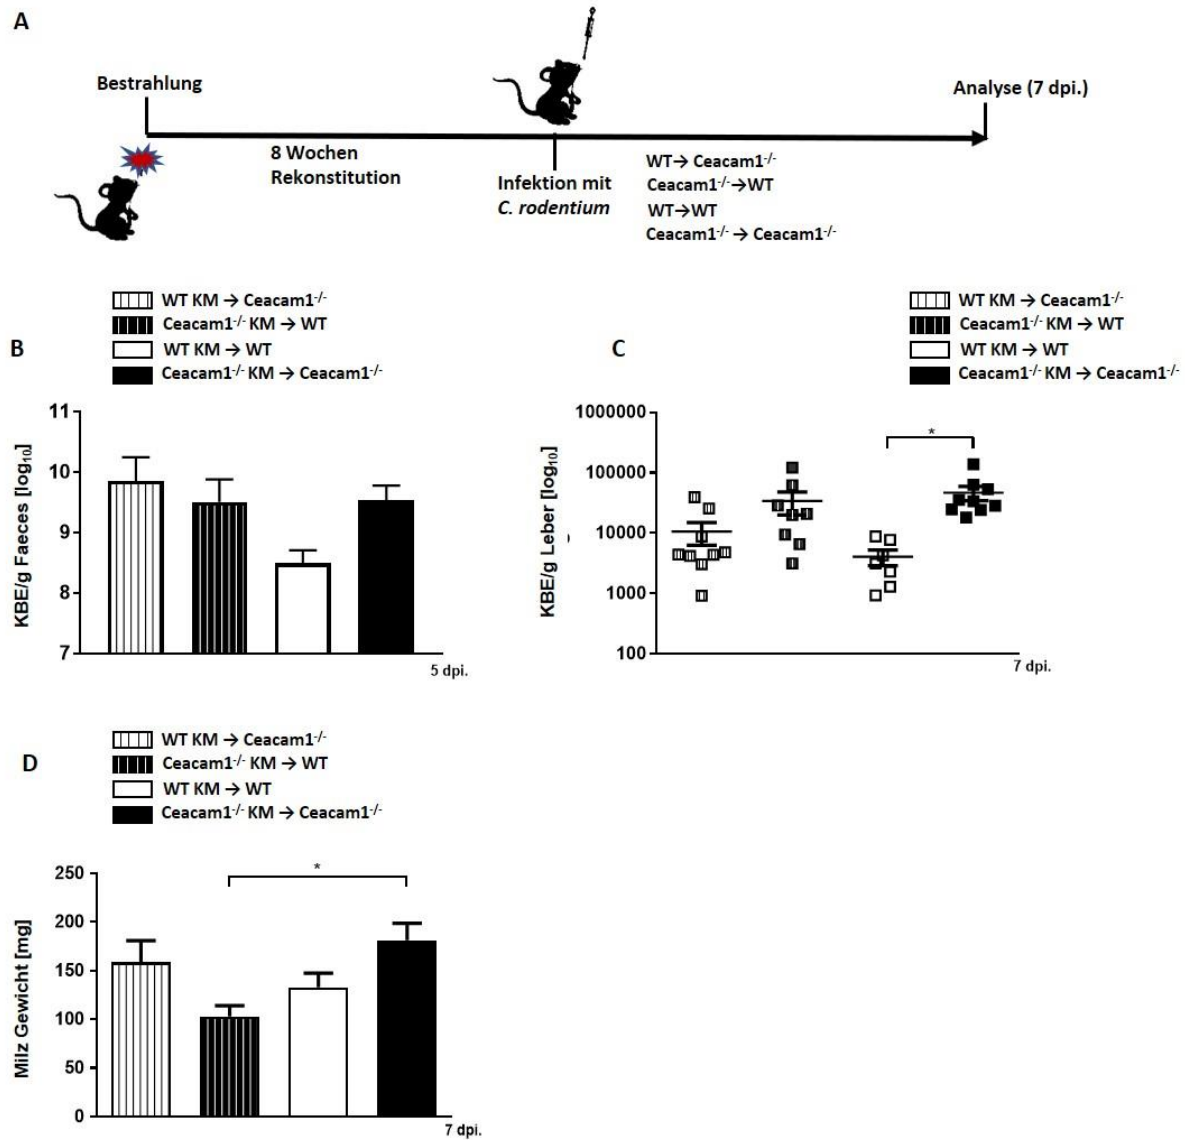 A
Bestrahlung
Analyse (7 dpi.)
8 Wochen
Rekonstitution
Infektion mit
C. rodentium
WT→ Ceacam1-/-
Ceacam1-/-→WT
WT→WT
Ceacam1-/- → Ceacam1-/-
B
WT KM → Ceacam1-/-
Ceacam1-/- KM → WT
WT KM → WT
Ceacam1-/- KM → Ceacam1-/-
KBE/g Faeces [log10]
11
10
9
8
7
5 dpi.
C
WT KM → Ceacam1-/-
Ceacam1-/- KM → WT
WT KM → WT
Ceacam1-/- KM → Ceacam1-/-
KBE/g Leber [log10]
1000000
100000
10000
1000
100
*
7 dpi.
D
WT KM → Ceacam1-/-
Ceacam1-/- KM → WT
WT KM → WT
Ceacam1-/- KM → Ceacam1-/-
Milz Gewicht [mg]
250
200
150
100
50
0
*
7 dpi.